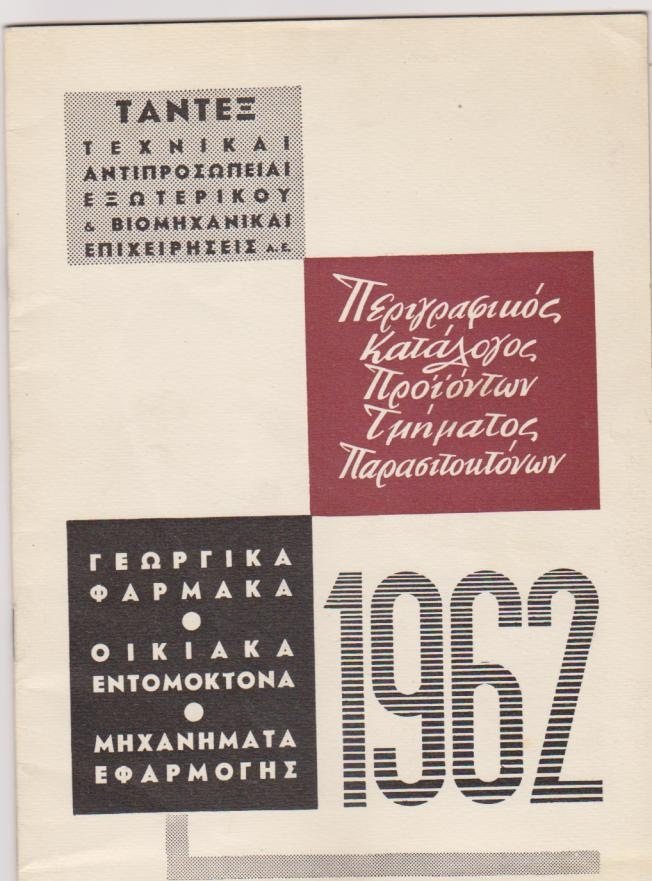 ΤΑΝΤΕΞ
ΤΕΧΝΙΚΑΙ
ΑΝΤΙΠΡΟΣΩΠΕΙΑΙ
ΕΞΩΤΕΡΙΚΟΥ
& ΒΙΟΜΗΧΑΝΙΚΑΙ
ΕΠΙΧΕΙΡΗΣΕΙΣ Α.Ε.
Περιγραφικός
Κατάλογος
Προϊόντων
Τμήματος
Παρασιτοκτόνων
ΓΕΩΡΓΙΚΑ
ΦΑΡΜΑΚΑ
ΟΙΚΙΑΚΑ
ΕΝΤΟΜΟΚΤΟΝΑ
ΜΗΧΑΝΗΜΑΤΑ
ΕΦΑΡΜΟΓΗΣ
1962